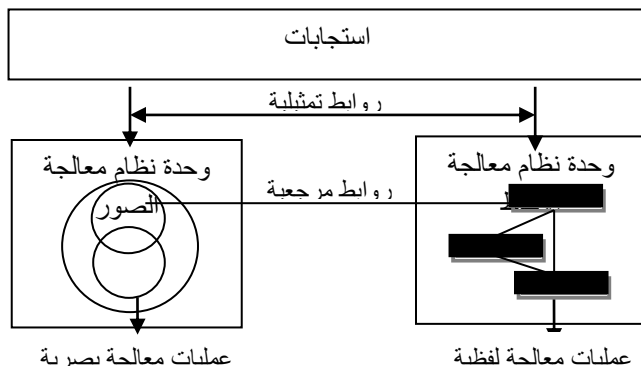 استجابات
روابط تمثيلية
وحدة نظام معالجة
الصور
وحدة نظام معالجة
روابط مرجعية
عمليات معالجة بصرية
عمليات معالجة لفظية